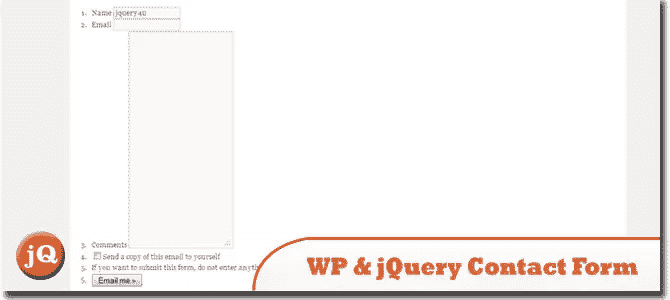 1. Name jquery4u
2. Email
3. Comments
4. Send a copy of this email to yourself
5. If you want to submit this form, do not enter anyth
5. Email me »
jQ
WP & jQuery Contact Form